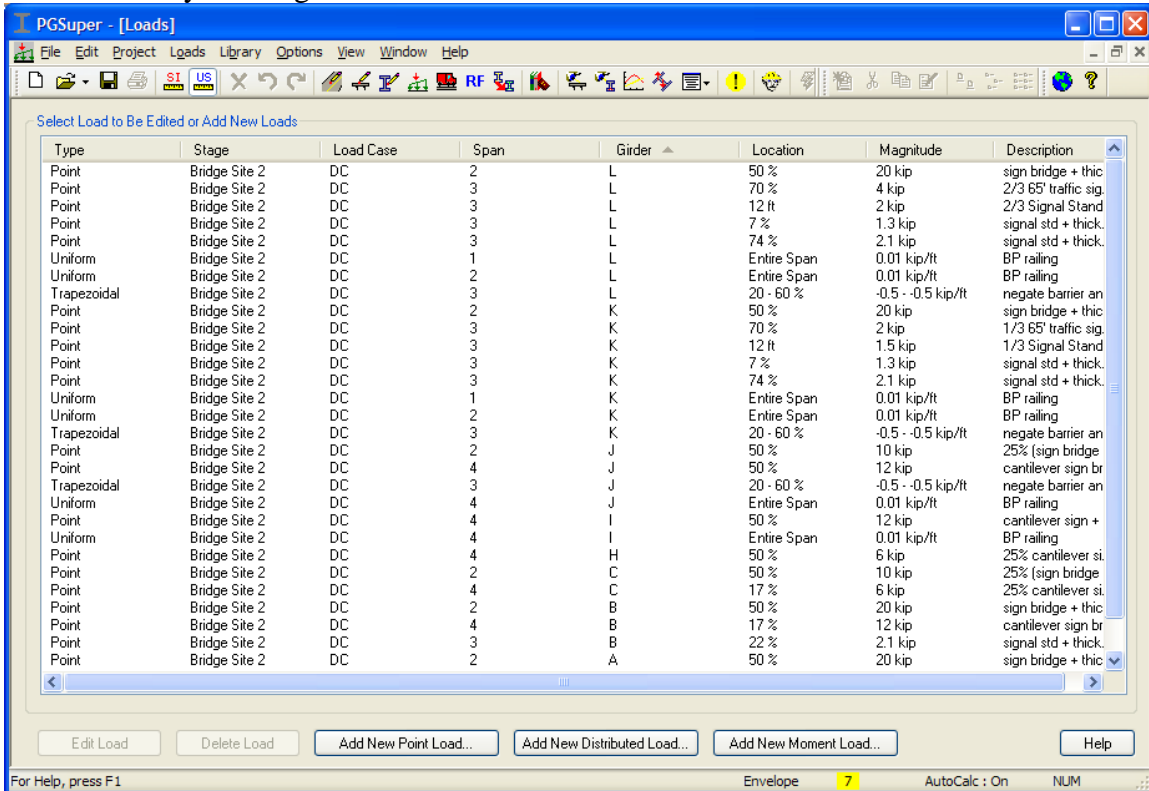 PGSuper - [Loads]
File Edit Project Loads Library Options View Window Help
SI US RF
Select Load to Be Edited or Add New Loads
Type Stage Load Case Span Girder Location Magnitude Description
Point Bridge Site 2 DC 2 L 50 % 20 kip sign bridge + thic
Point Bridge Site 2 DC 3 L 70 % 4 kip 2/3 65' traffic sig.
Point Bridge Site 2 DC 3 L 12 ft 2 kip 2/3 Signal Stand
Point Bridge Site 2 DC 3 L 7 % 1.3 kip signal std + thick.
Point Bridge Site 2 DC 3 L 74 % 2.1 kip signal std + thick.
Uniform Bridge Site 2 DC 1 L Entire Span 0.01 kip/ft BP railing
Uniform Bridge Site 2 DC 2 L Entire Span 0.01 kip/ft BP railing
Trapezoidal Bridge Site 2 DC 3 L 20 - 60 % -0.5 - -0.5 kip/ft negate barrier an
Point Bridge Site 2 DC 2 K 50 % 20 kip sign bridge + thic
Point Bridge Site 2 DC 3 K 70 % 2 kip 1/3 65' traffic sig.
Point Bridge Site 2 DC 3 K 12 ft 1.5 kip 1/3 Signal Stand
Point Bridge Site 2 DC 3 K 7 % 1.3 kip signal std + thick.
Point Bridge Site 2 DC 3 K 74 % 2.1 kip signal std + thick.
Uniform Bridge Site 2 DC 1 K Entire Span 0.01 kip/ft BP railing
Uniform Bridge Site 2 DC 2 K Entire Span 0.01 kip/ft BP railing
Trapezoidal Bridge Site 2 DC 3 K 20 - 60 % -0.5 - -0.5 kip/ft negate barrier an
Point Bridge Site 2 DC 2 J 50 % 10 kip 25% (sign bridge
Point Bridge Site 2 DC 4 J 50 % 12 kip cantilever sign br
Trapezoidal Bridge Site 2 DC 3 J 20 - 60 % -0.5 - -0.5 kip/ft negate barrier an
Uniform Bridge Site 2 DC 4 J Entire Span 0.01 kip/ft BP railing
Point Bridge Site 2 DC 4 I 50 % 12 kip cantilever sign +
Uniform Bridge Site 2 DC 4 I Entire Span 0.01 kip/ft BP railing
Point Bridge Site 2 DC 4 H 50 % 6 kip 25% cantilever si.
Point Bridge Site 2 DC 2 C 50 % 10 kip 25% (sign bridge
Point Bridge Site 2 DC 4 C 17 % 6 kip 25% cantilever si.
Point Bridge Site 2 DC 2 B 50 % 20 kip sign bridge + thic
Point Bridge Site 2 DC 4 B 17 % 12 kip cantilever sign br
Point Bridge Site 2 DC 3 B 22 % 2.1 kip signal std + thick.
Point Bridge Site 2 DC 2 A 50 % 20 kip sign bridge + thic
Edit Load Delete Load Add New Point Load... Add New Distributed Load... Add New Moment Load... Help
For Help, press F1 Envelope 7 AutoCalc : On NUM